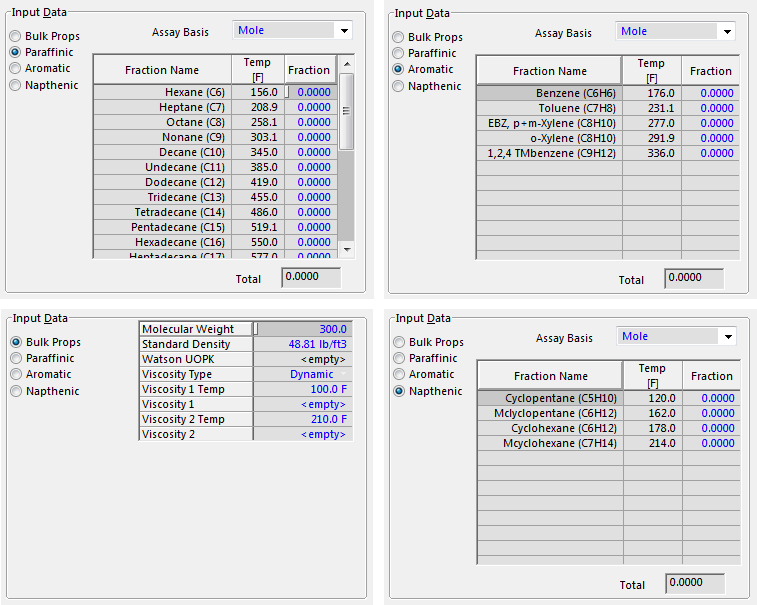 Input Data
Bulk Props
Paraffinic
Aromatic
Napthenic
Assay Basis Mole
Fraction Name Temp [F] Fraction
Hexane (C6) 156.0 0.0000
Heptane (C7) 208.9 0.0000
Octane (C8) 258.1 0.0000
Nonane (C9) 303.1 0.0000
Decane (C10) 345.0 0.0000
Undecane (C11) 385.0 0.0000
Dodecane (C12) 419.0 0.0000
Tridecane (C13) 455.0 0.0000
Tetradecane (C14) 486.0 0.0000
Pentadecane (C15) 519.1 0.0000
Hexadecane (C16) 550.0 0.0000
Heptadecane (C17) 577.0 0.0000
Total 0.0000
Input Data
Bulk Props
Paraffinic
Aromatic
Napthenic
Assay Basis Mole
Fraction Name Temp [F] Fraction
Benzene (C6H6) 176.0 0.0000
Toluene (C7H8) 231.1 0.0000
EBZ, p+m-Xylene (C8H10) 277.0 0.0000
o-Xylene (C8H10) 291.9 0.0000
1,2,4 TMbenzene (C9H12) 336.0 0.0000
Total 0.0000
Input Data
Bulk Props
Paraffinic
Aromatic
Napthenic
Molecular Weight 300.0
Standard Density 48.81 lb/ft3
Watson UOPK <empty>
Viscosity Type Dynamic
Viscosity 1 Temp 100.0 F
Viscosity 1 <empty>
Viscosity 2 Temp 210.0 F
Viscosity 2 <empty>
Input Data
Bulk Props
Paraffinic
Aromatic
Napthenic
Assay Basis Mole
Fraction Name Temp [F] Fraction
Cyclopentane (C5H10) 120.0 0.0000
Mclyclopentane (C6H12) 162.0 0.0000
Cyclohexane (C6H12) 178.0 0.0000
Mcyclohexane (C7H14) 214.0 0.0000
Total 0.0000